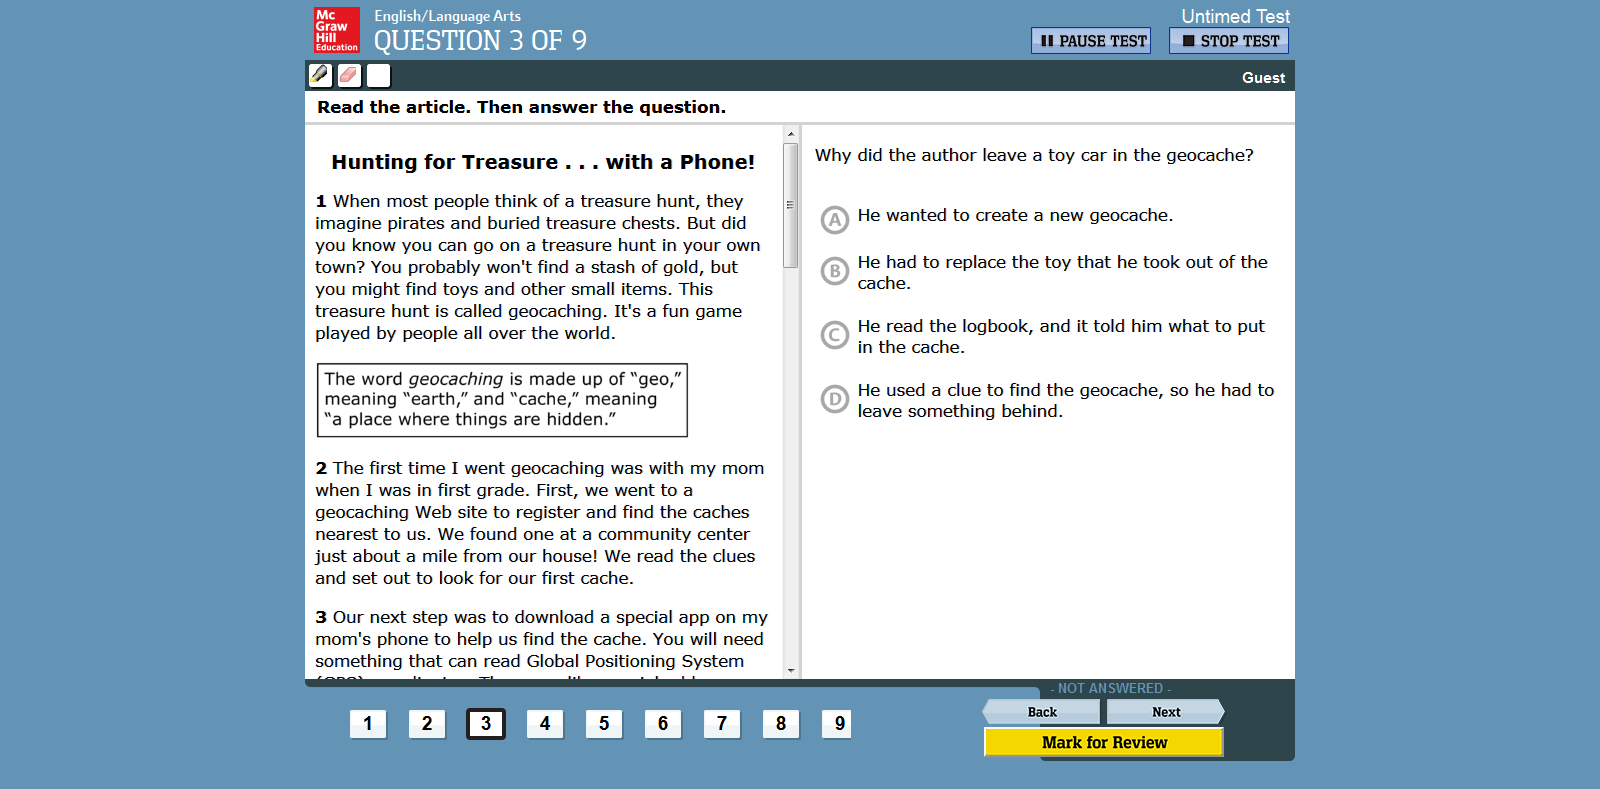 Mc
Graw
Hill
Education
English/Language Arts
QUESTION 3 OF 9
Untimed Test
PAUSE TEST
STOP TEST
Guest
Read the article. Then answer the question.
Hunting for Treasure . . . with a Phone!
1 When most people think of a treasure hunt, they
imagine pirates and buried treasure chests. But did
you know you can go on a treasure hunt in your own
town? You probably won't find a stash of gold, but
you might find toys and other small items. This
treasure hunt is called geocaching. It's a fun game
played by people all over the world.
The word geocaching is made up of “geo,”
meaning “earth,” and “cache,” meaning
“a place where things are hidden.”
2 The first time I went geocaching was with my mom
when I was in first grade. First, we went to a
geocaching Web site to register and find the caches
nearest to us. We found one at a community center
just about a mile from our house! We read the clues
and set out to look for our first cache.
3 Our next step was to download a special app on my
mom's phone to help us find the cache. You will need
something that can read Global Positioning System
Why did the author leave a toy car in the geocache?
A He wanted to create a new geocache.
B He had to replace the toy that he took out of the
cache.
C He read the logbook, and it told him what to put
in the cache.
D He used a clue to find the geocache, so he had to
leave something behind.
- NOT ANSWERED -
1 2 3 4 5 6 7 8 9
Back
Next
Mark for Review